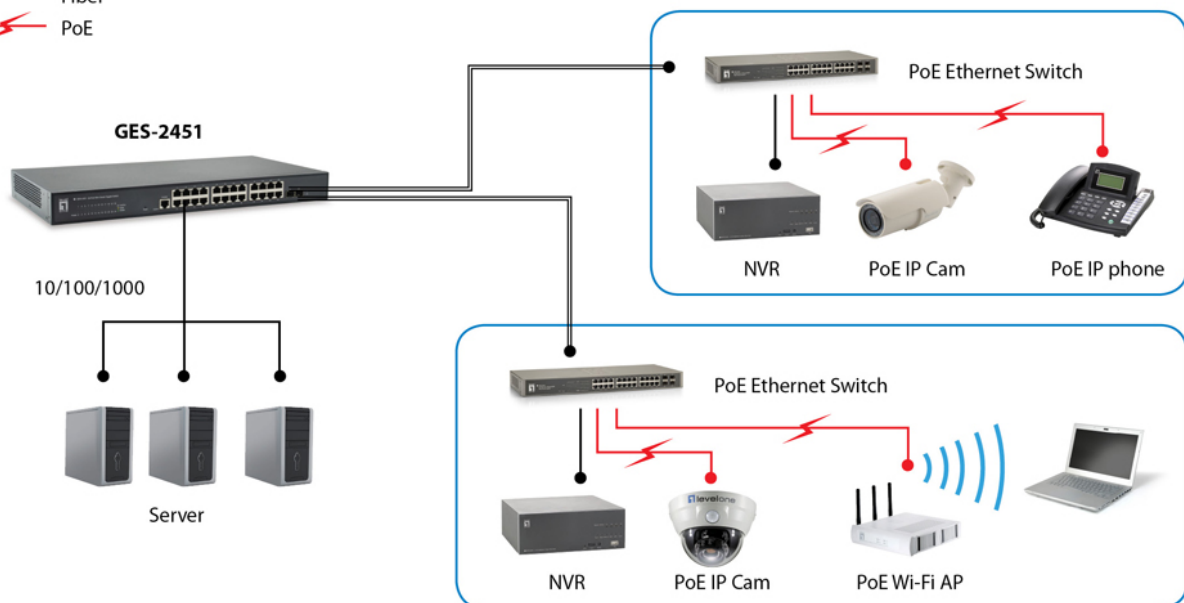 PoE
GES-2451
10/100/1000
Server
PoE Ethernet Switch
NVR
PoE IP Cam
PoE IP phone
PoE Ethernet Switch
levelone
NVR
PoE IP Cam
PoE Wi-Fi AP